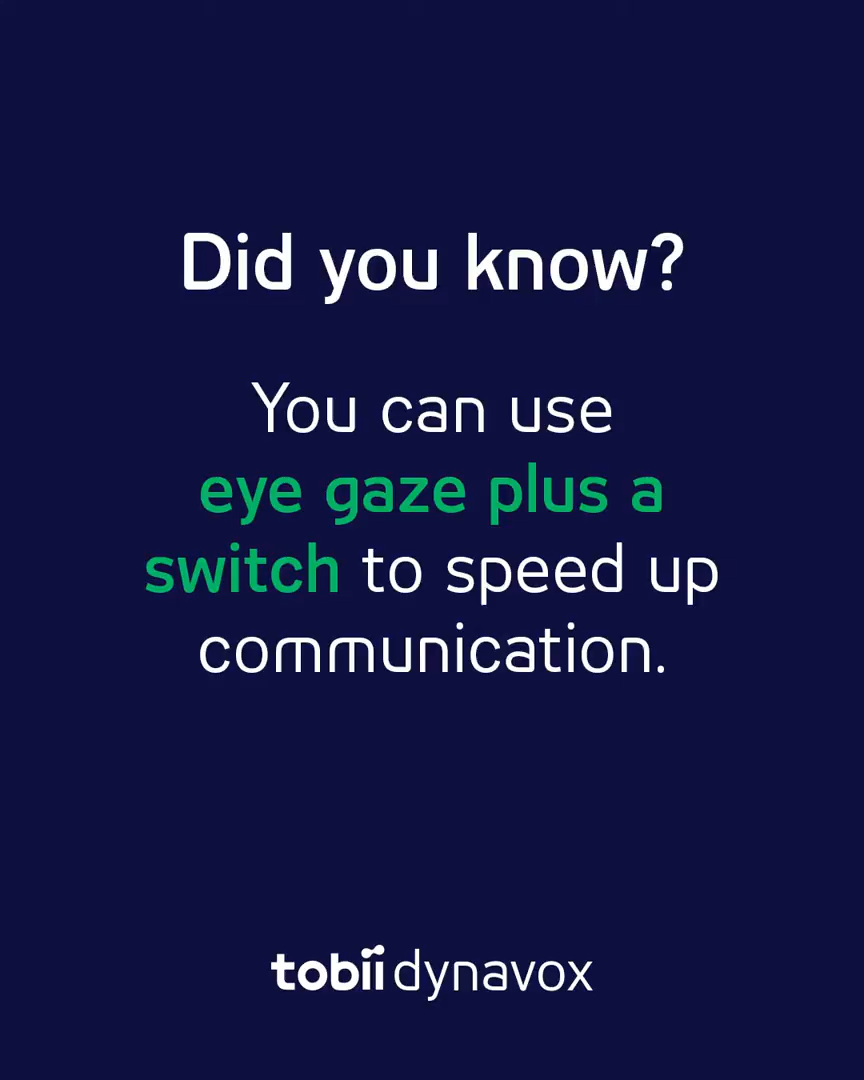 Did you know?
You can use
eye gaze plus a
switch to speed up
communication.
tobii dynavox